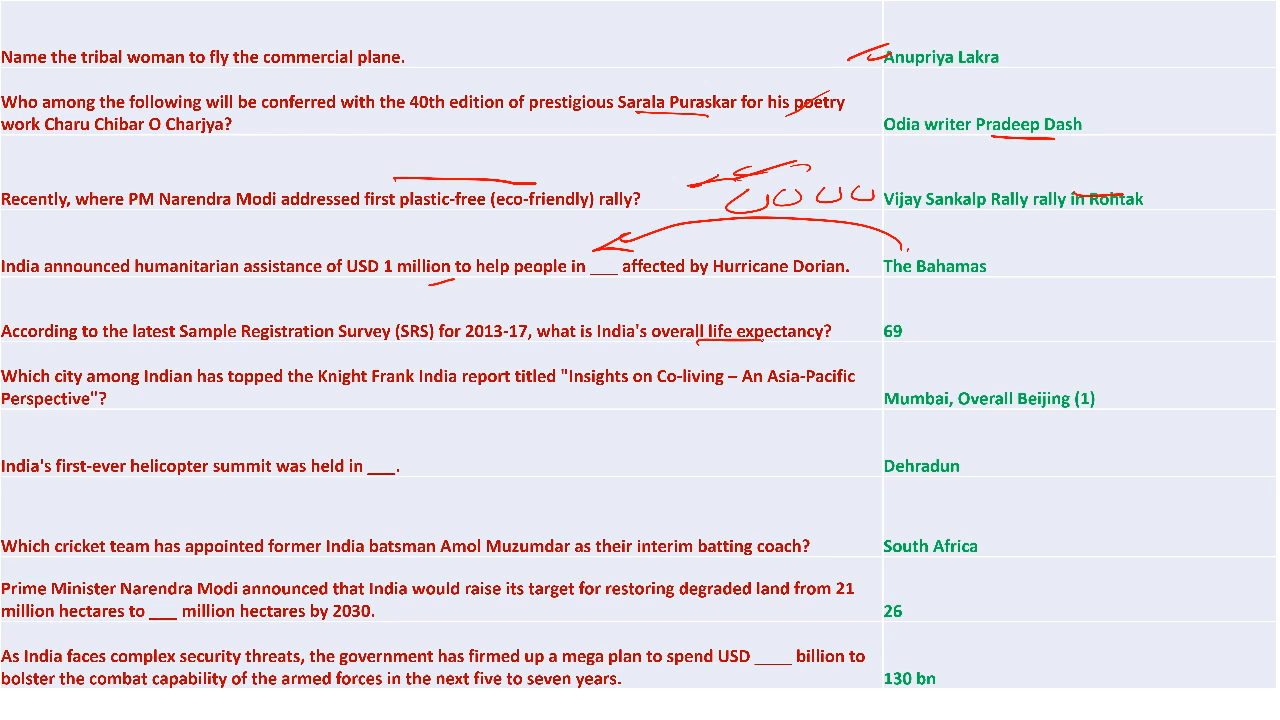 Name the tribal woman to fly the commercial plane.
Anupriya Lakra
Who among the following will be conferred with the 40th edition of prestigious Sarala Puraskar for his poetry
work Charu Chibar O Charjya?
Odia writer Pradeep Dash
Recently, where PM Narendra Modi addressed first plastic-free (eco-friendly) rally?
Vijay Sankalp Rally rally in Rohtak
India announced humanitarian assistance of USD 1 million to help people in ___ affected by Hurricane Dorian.
The Bahamas
According to the latest Sample Registration Survey (SRS) for 2013-17, what is India's overall life expectancy?
69
Which city among Indian has topped the Knight Frank India report titled "Insights on Co-living – An Asia-Pacific
Perspective"?
Mumbai, Overall Beijing (1)
India's first-ever helicopter summit was held in ___.
Dehradun
Which cricket team has appointed former India batsman Amol Muzumdar as their interim batting coach?
South Africa
Prime Minister Narendra Modi announced that India would raise its target for restoring degraded land from 21
million hectares to ___ million hectares by 2030.
26
As India faces complex security threats, the government has firmed up a mega plan to spend USD ____ billion to
bolster the combat capability of the armed forces in the next five to seven years.
130 bn